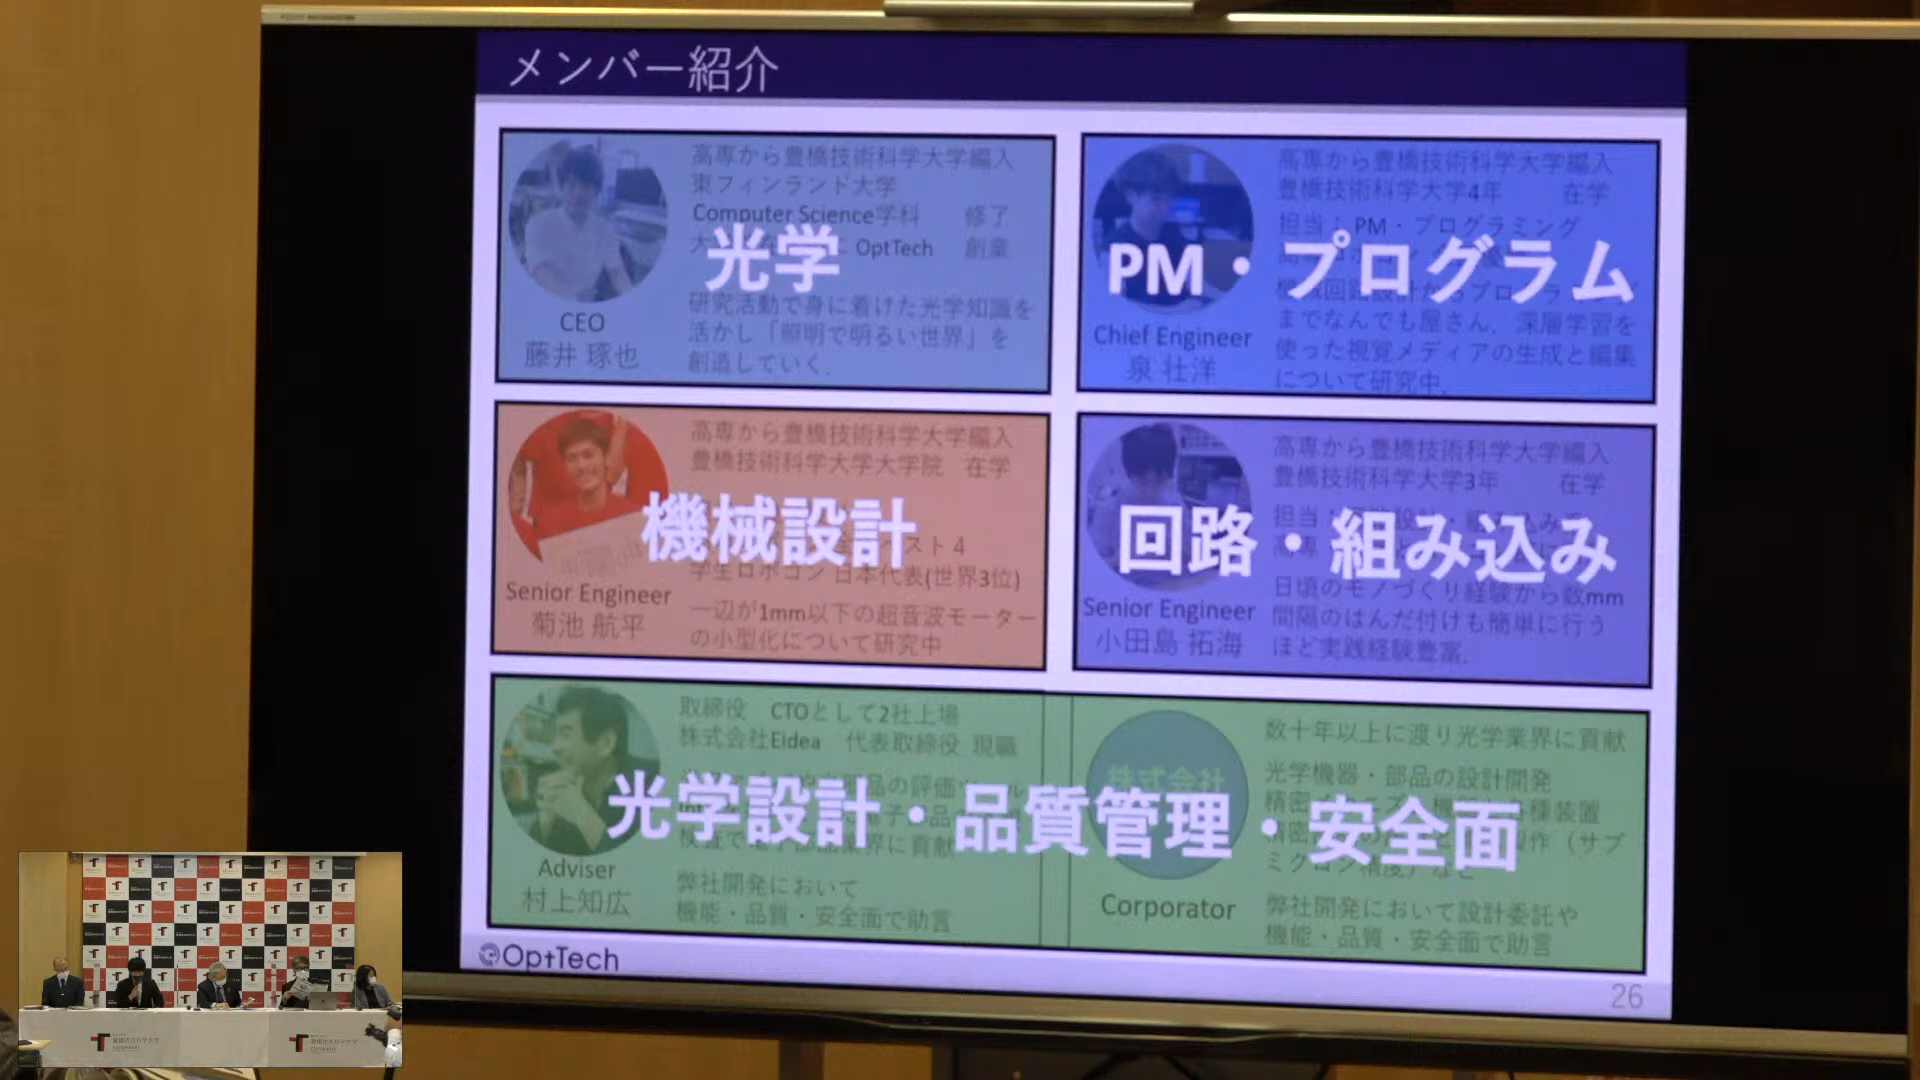 メンバー紹介
高専から豊橋技術科学大学編入
東フィンランド大学
Computer Science学科 修了
OptTech 創業
光学
研究活動で身に着けた光学知識を
活かし「照明で明るい世界」を
創造していく.
CEO
藤井 琢也
高専から豊橋技術科学大学編入
豊橋技術科学大学4年 在学
担当：PM・プログラミング
PM・プログラム
までなんでも屋さん．深層学習を
使った視覚メディアの生成と編集
について研究中.
Chief Engineer
泉 壮洋
高専から豊橋技術科学大学編入
豊橋技術科学大学大学院 在学
機械設計
ベスト4
学生ロボコン 日本代表(世界3位)
一辺が1mm以下の超音波モーター
の小型化について研究中
Senior Engineer
菊池 航平
高専から豊橋技術科学大学編入
豊橋技術科学大学3年 在学
回路・組み込み
日頃のモノづくり経験から数mm
間隔のはんだ付けも簡単に行う
ほど実践経験豊富.
Senior Engineer
小田島 拓海
取締役 CTOとして2社上場
株式会社Eidea 代表取締役 現職
光学設計・品質管理・安全面
弊社開発において
機能・品質・安全面で助言
Adviser
村上知広
株式会社
数十年以上に渡り光学業界に貢献
光学機器・部品の設計開発
弊社開発において設計委託や
機能・品質・安全面で助言
Corporator
OptTech
26